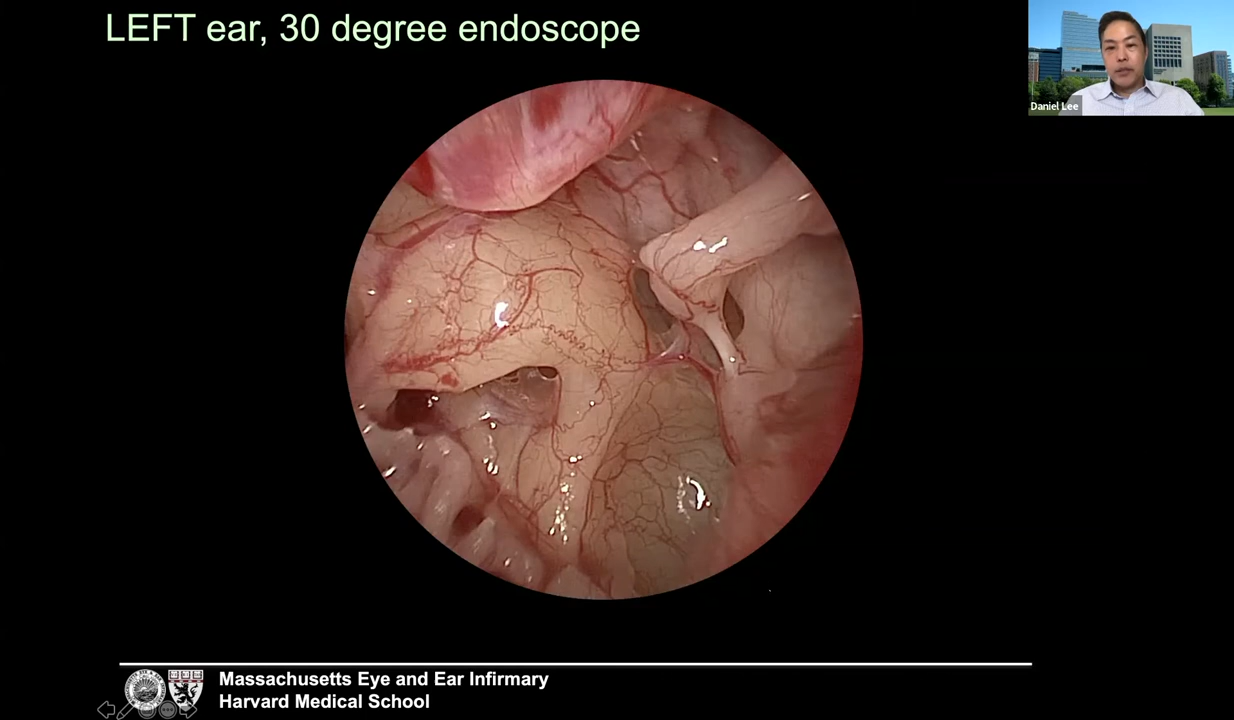 LEFT ear, 30 degree endoscope
Daniel Lee
Massachusetts Eye and Ear Infirmary
Harvard Medical School